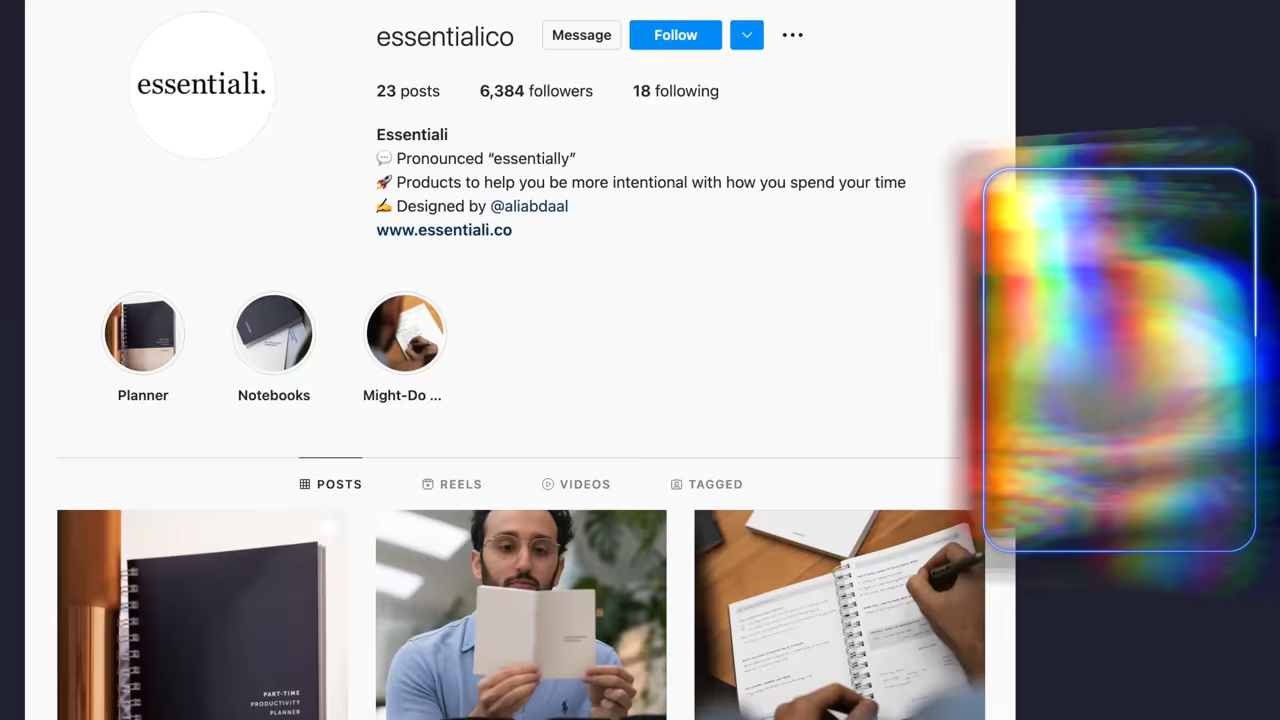 essentiali.
essentialico
Message
Follow
23 posts
6,384 followers
18 following
Essentiali
💬 Pronounced “essentially”
🚀 Products to help you be more intentional with how you spend your time
✍️ Designed by @aliabdaal
www.essentiali.co
Planner
Notebooks
Might-Do ...
POSTS
REELS
VIDEOS
TAGGED
PART-TIME
PRODUCTIVITY
PLANNER